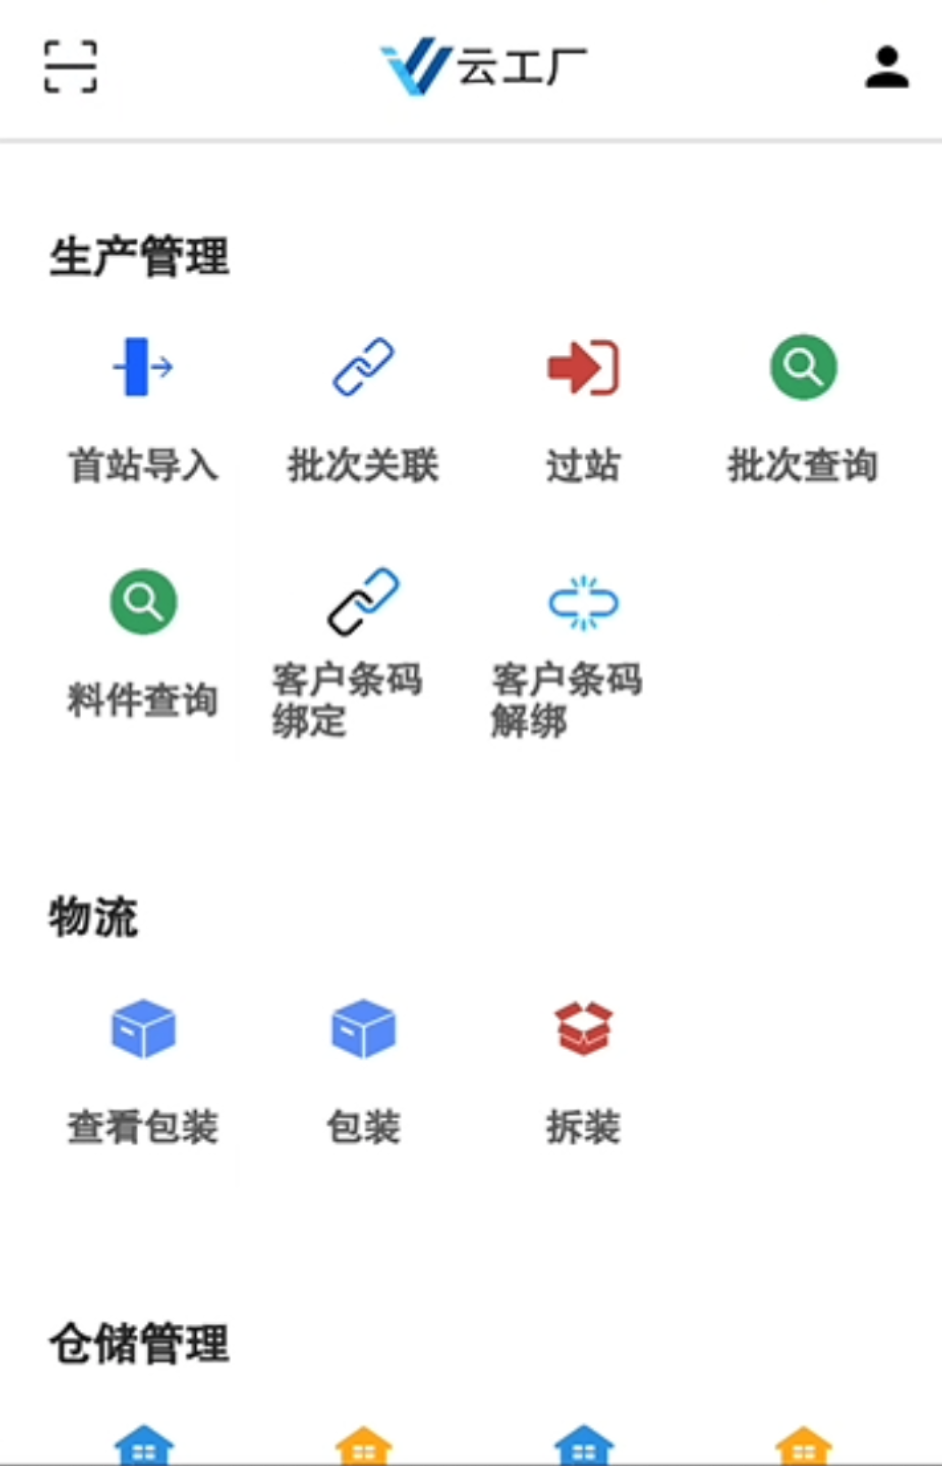 云工厂
生产管理
首站导入 批次关联 过站 批次查询
料件查询 客户条码绑定 客户条码解绑
物流
查看包装 包装 拆装
仓储管理